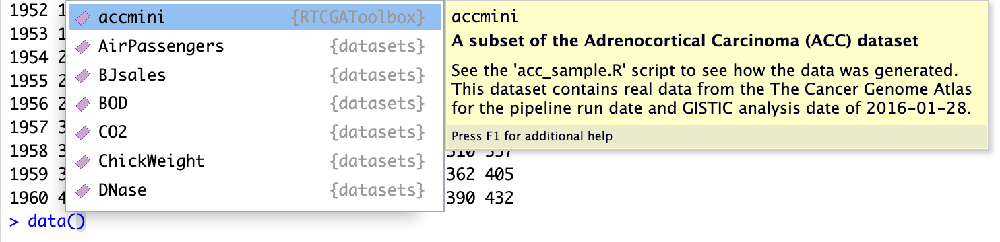 1952 1
1953 1
1954 2
1955 2
1956 2
1957 3
1958 3
1959 3
1960 4
accmini {RTCGAToolbox}
AirPassengers {datasets}
BJsales {datasets}
BOD {datasets}
CO2 {datasets}
ChickWeight {datasets}
DNase {datasets}
accmini
A subset of the Adrenocortical Carcinoma (ACC) dataset
See the 'acc_sample.R' script to see how the data was generated.
This dataset contains real data from the The Cancer Genome Atlas
for the pipeline run date and GISTIC analysis date of 2016-01-28.
Press F1 for additional help
310 337
362 405
390 432
> data()